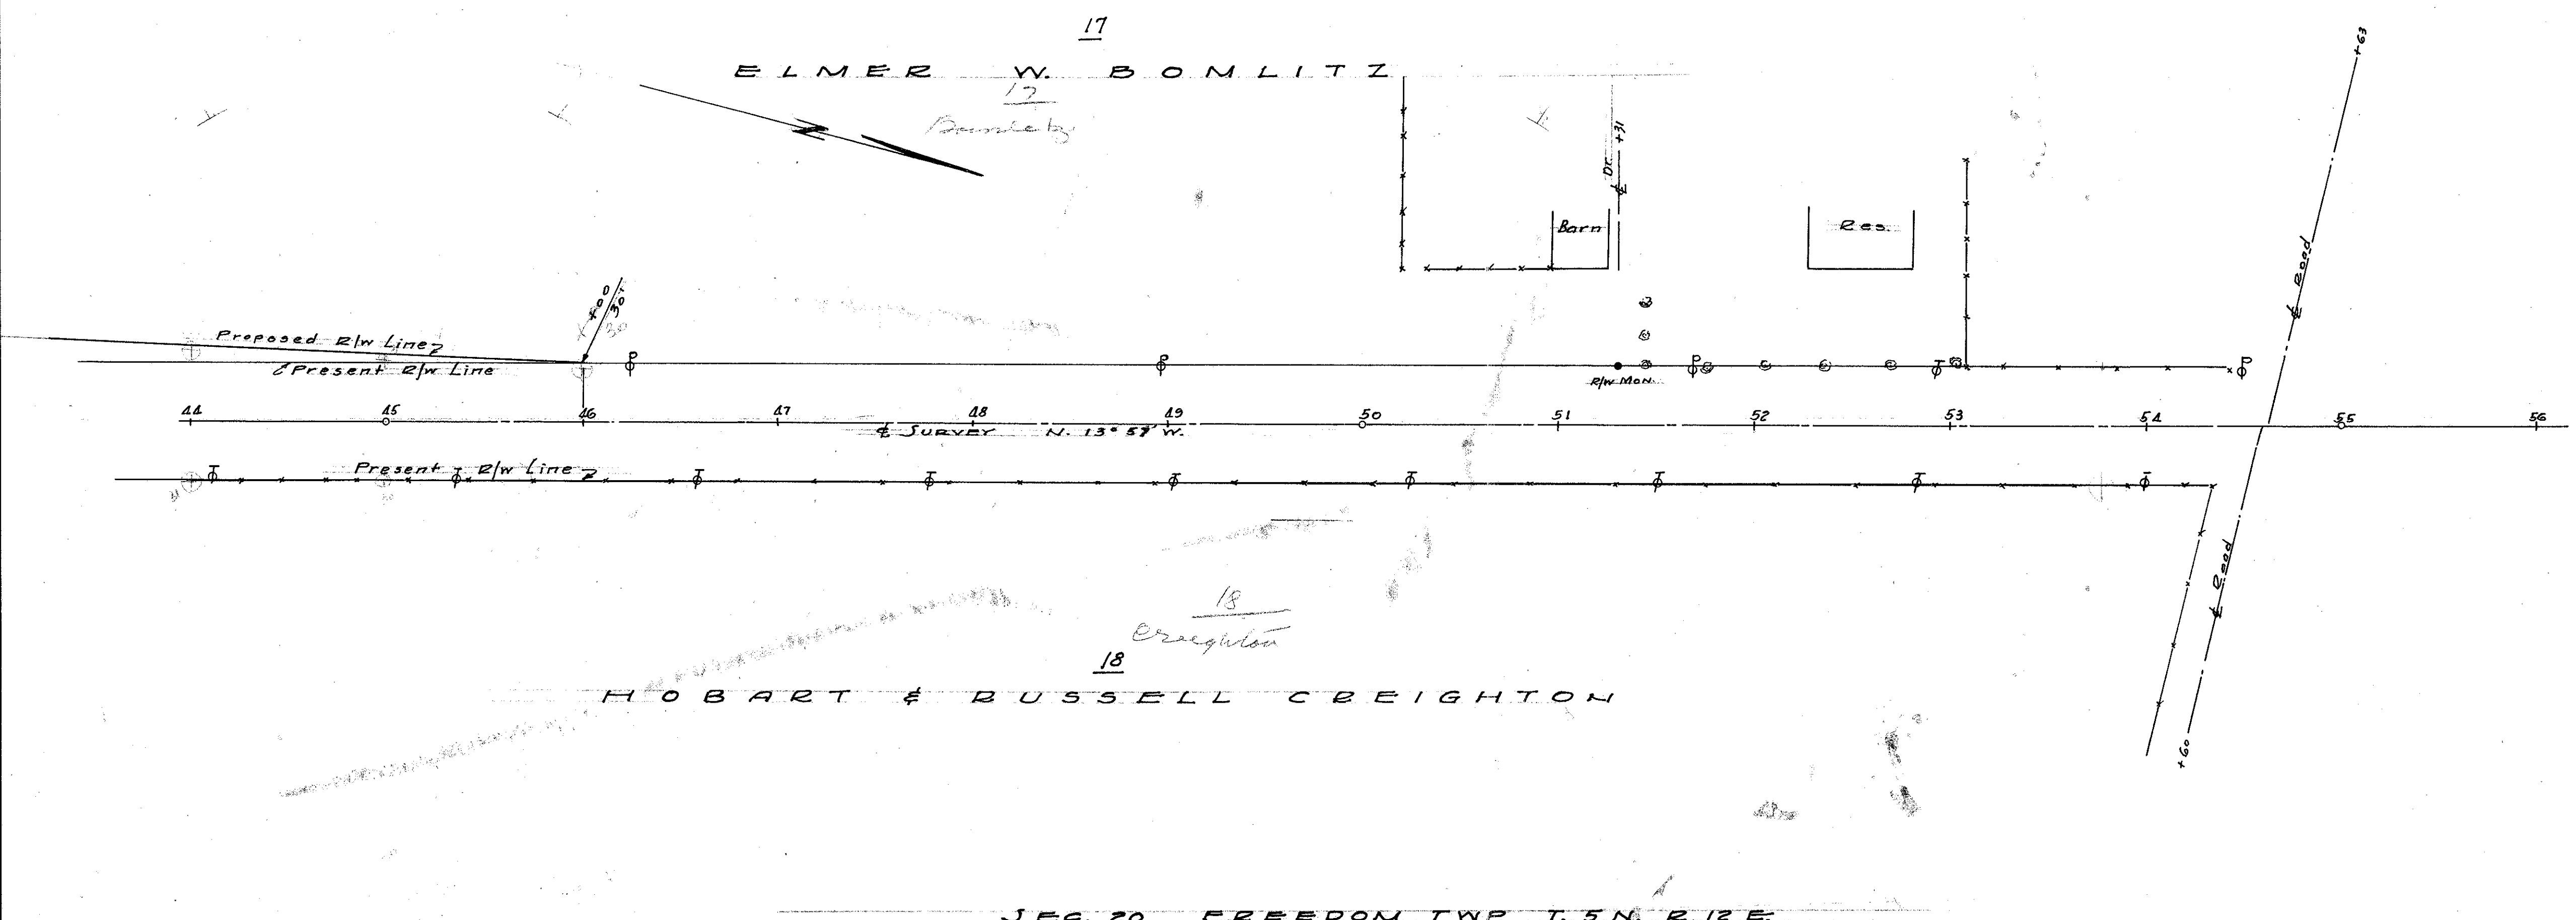 17
ELMER W. BOMLITZ
17
+63
℄ Dr. +31
Barn
Res.
℄ Road
Proposed R/W Line
Present R/W Line
30'
P P P T P
R/W MON.
44 45 46 47 48 49 50 51 52 53 54 55 56
℄ SURVEY N. 13° 59' W.
Present R/W Line
T T T T T T T T T
℄ Road
18
Creighton
18
HOBART & RUSSELL CREIGHTON
+60
SEC. 20 FREEDOM TWP. T. 5 N. R. 12 E.